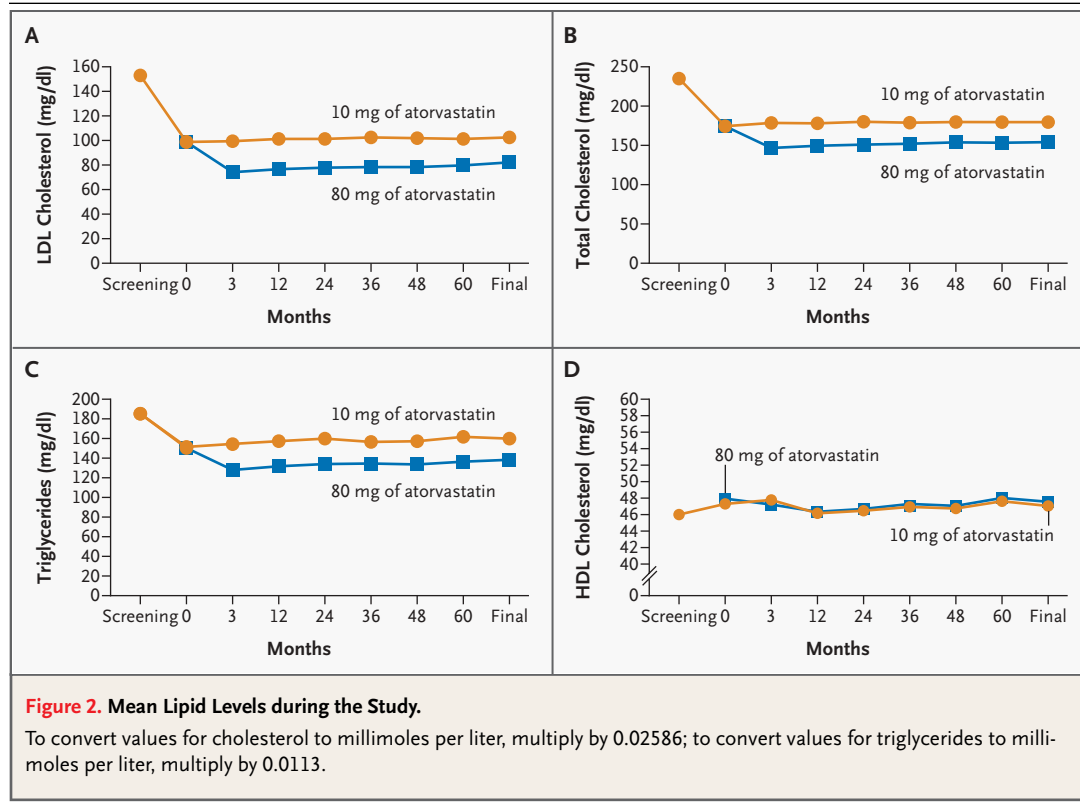 A
LDL Cholesterol (mg/dl)
160
140
120
100
80
60
40
20
0
10 mg of atorvastatin
80 mg of atorvastatin
Screening 0 3 12 24 36 48 60 Final
Months
B
Total Cholesterol (mg/dl)
250
200
150
100
50
0
10 mg of atorvastatin
80 mg of atorvastatin
Screening 0 3 12 24 36 48 60 Final
Months
C
Triglycerides (mg/dl)
200
180
160
140
120
100
80
60
40
20
0
10 mg of atorvastatin
80 mg of atorvastatin
Screening 0 3 12 24 36 48 60 Final
Months
D
HDL Cholesterol (mg/dl)
60
58
56
54
52
50
48
46
44
42
40
0
80 mg of atorvastatin
10 mg of atorvastatin
Screening 0 3 12 24 36 48 60 Final
Months
Figure 2. Mean Lipid Levels during the Study.
To convert values for cholesterol to millimoles per liter, multiply by 0.02586; to convert values for triglycerides to milli-
moles per liter, multiply by 0.0113.